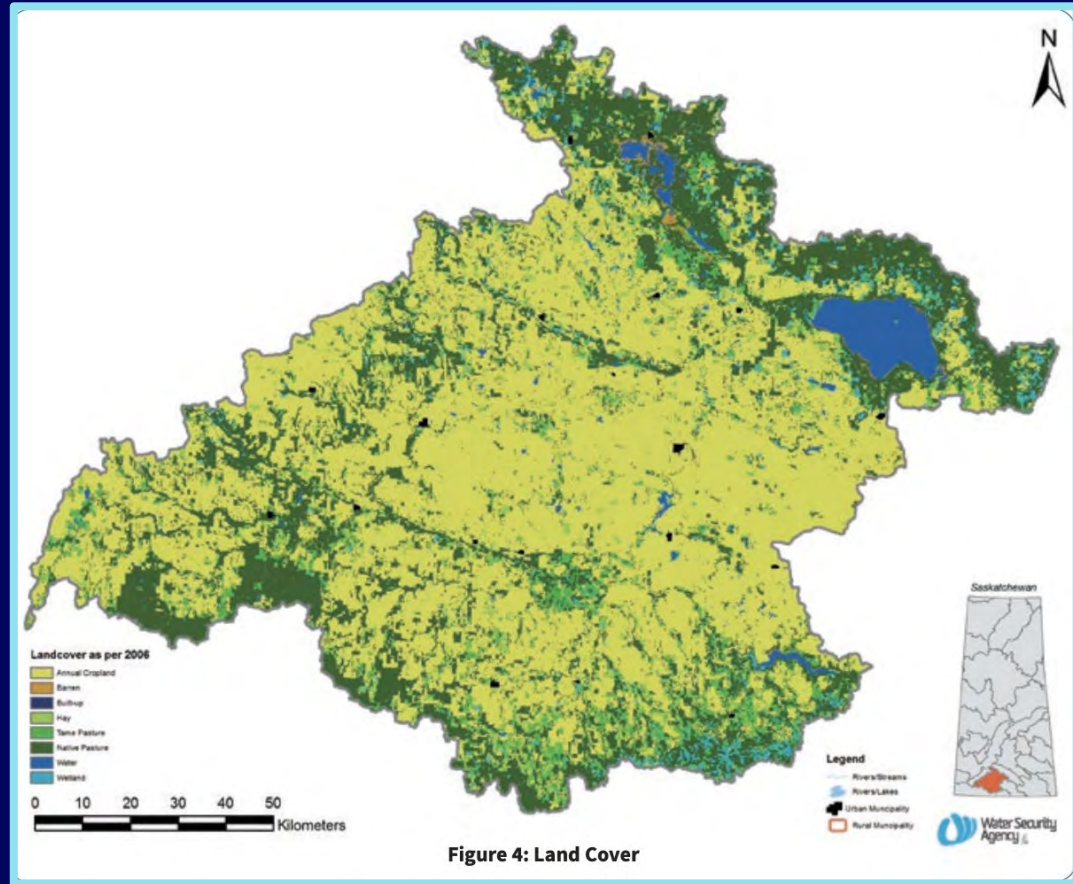 N
Saskatchewan
Landcover as per 2006
Annual Cropland
Barren
Built-up
Hay
Tame Pasture
Native Pasture
Water
Wetland
0 10 20 30 40 50
Kilometers
Legend
Rivers/Streams
Rivers/Lakes
Urban Muncipality
Rural Muncipality
Water Security
Agency
Figure 4: Land Cover